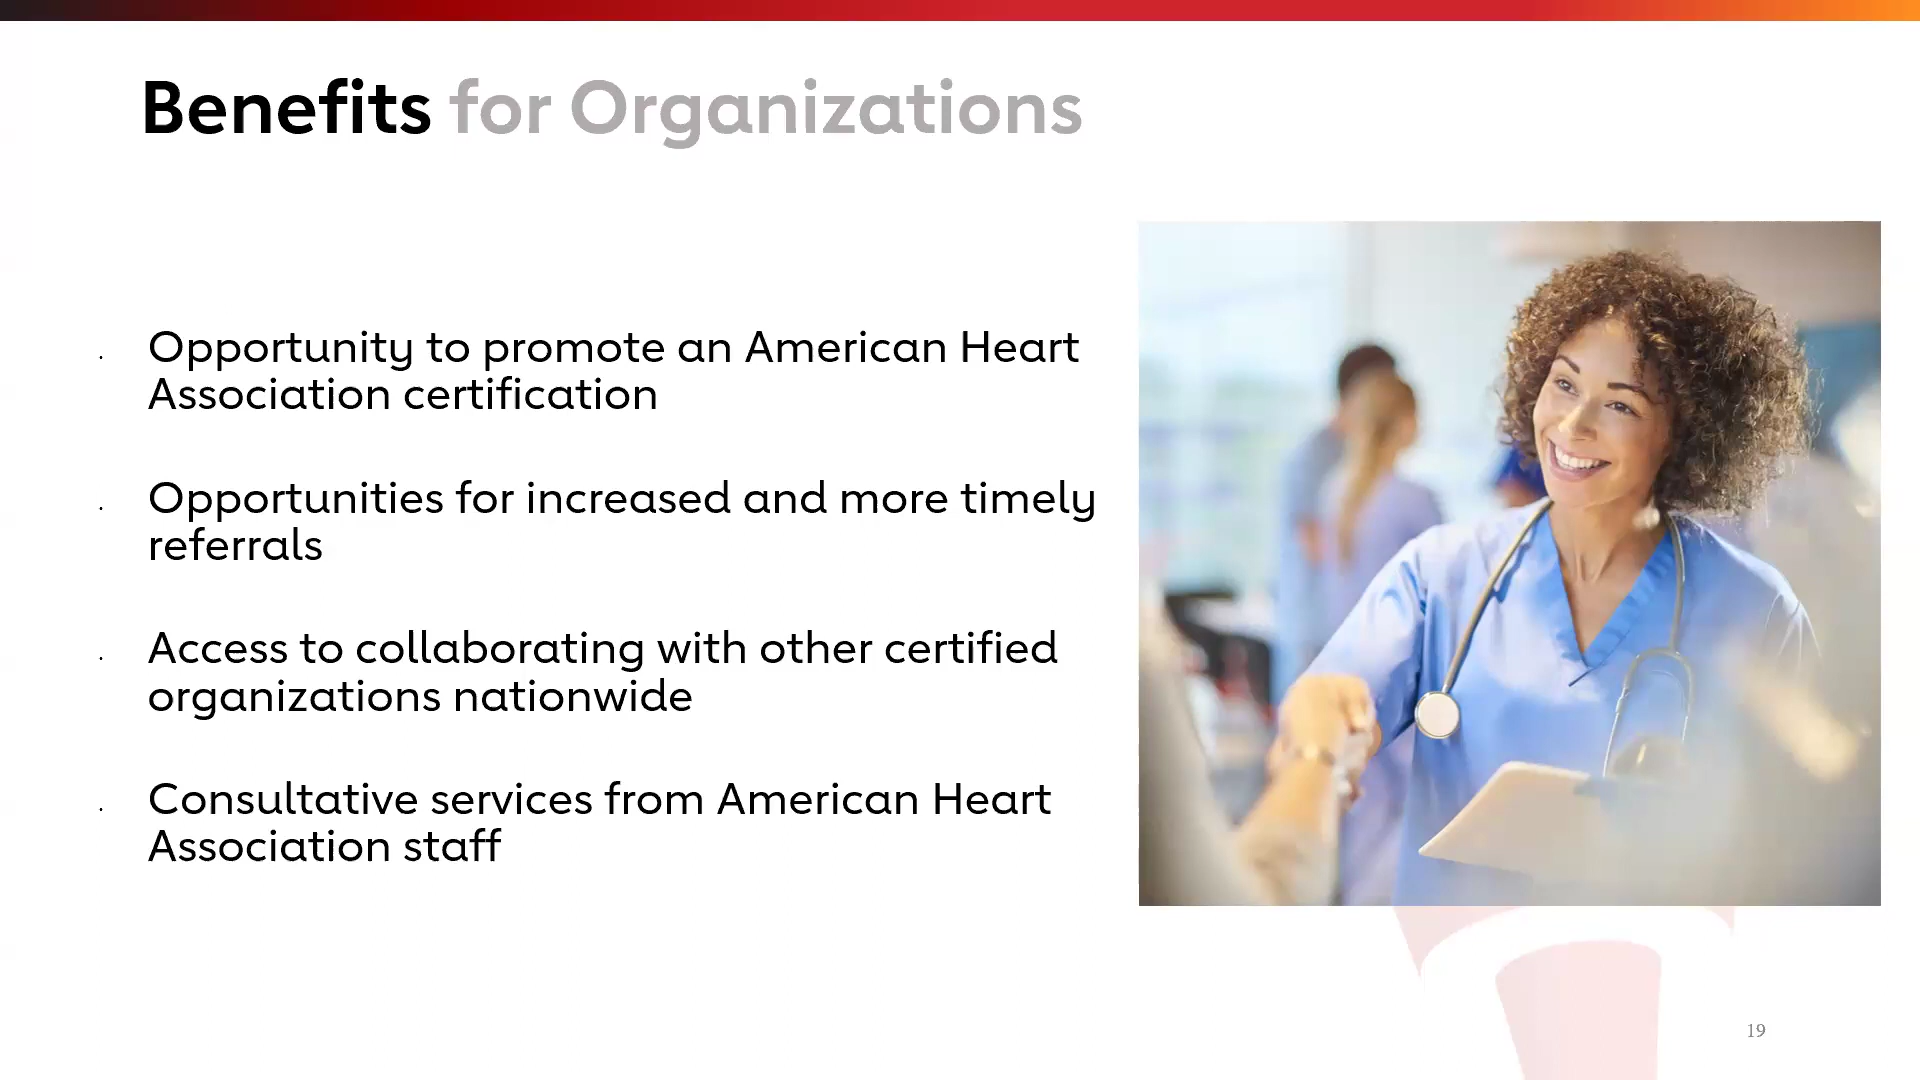 Benefits for Organizations
· Opportunity to promote an American Heart
Association certification
· Opportunities for increased and more timely
referrals
· Access to collaborating with other certified
organizations nationwide
· Consultative services from American Heart
Association staff
19